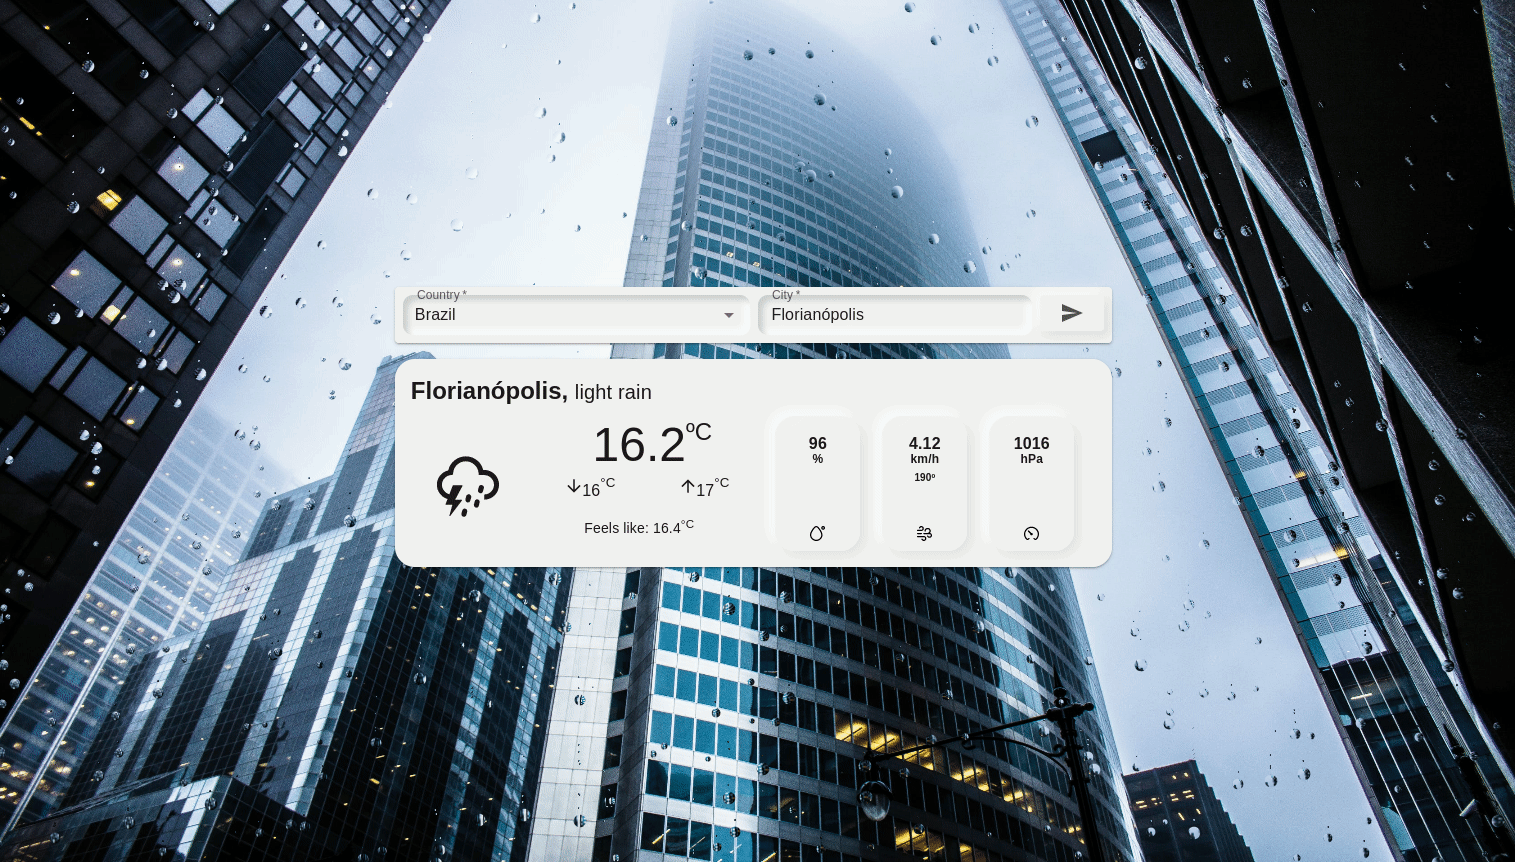 Country *
City *
Brazil
Florianópolis
Florianópolis, light rain
16.2ºC
16°C
17°C
Feels like: 16.4°C
96
%
4.12
km/h
190º
1016
hPa